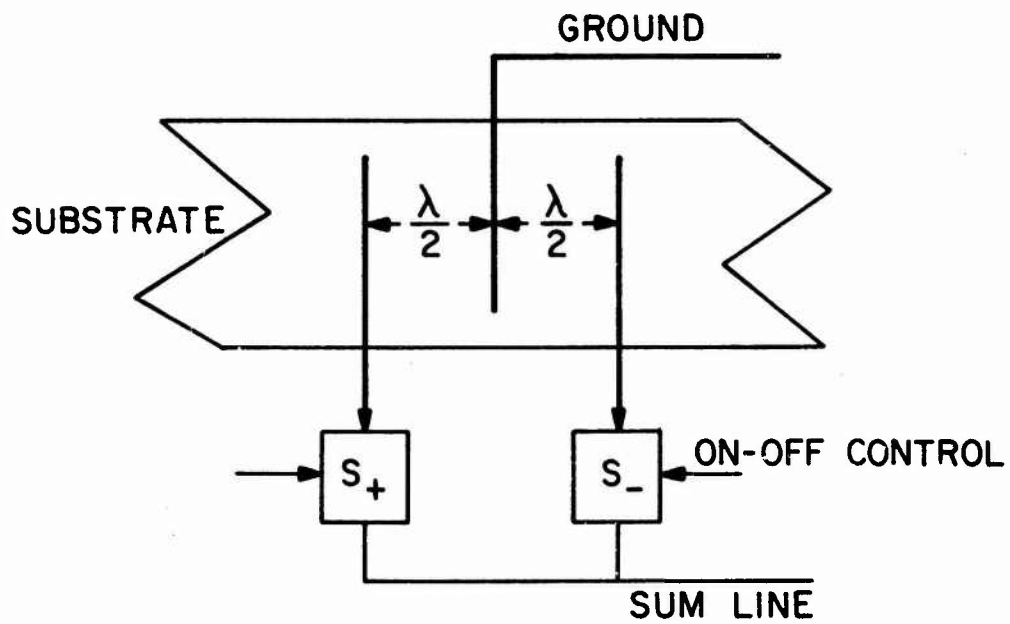 GROUND
λ/2 λ/2
SUBSTRATE
S+ S- ON-OFF CONTROL
SUM LINE